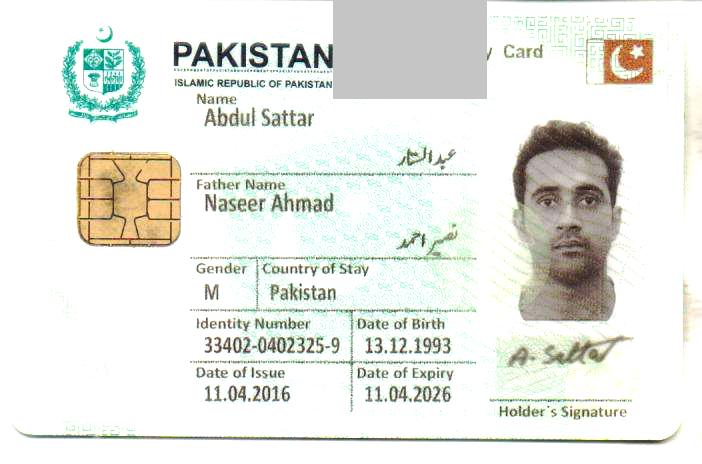 PAKISTAN
Card
ISLAMIC REPUBLIC OF PAKISTAN
Name
Abdul Sattar
عبدالستار
Father Name
Naseer Ahmad
نصیر احمد
Gender Country of Stay
M Pakistan
Identity Number Date of Birth
33402-0402325-9 13.12.1993
Date of Issue Date of Expiry
11.04.2016 11.04.2026
A. Sattar
Holder's Signature